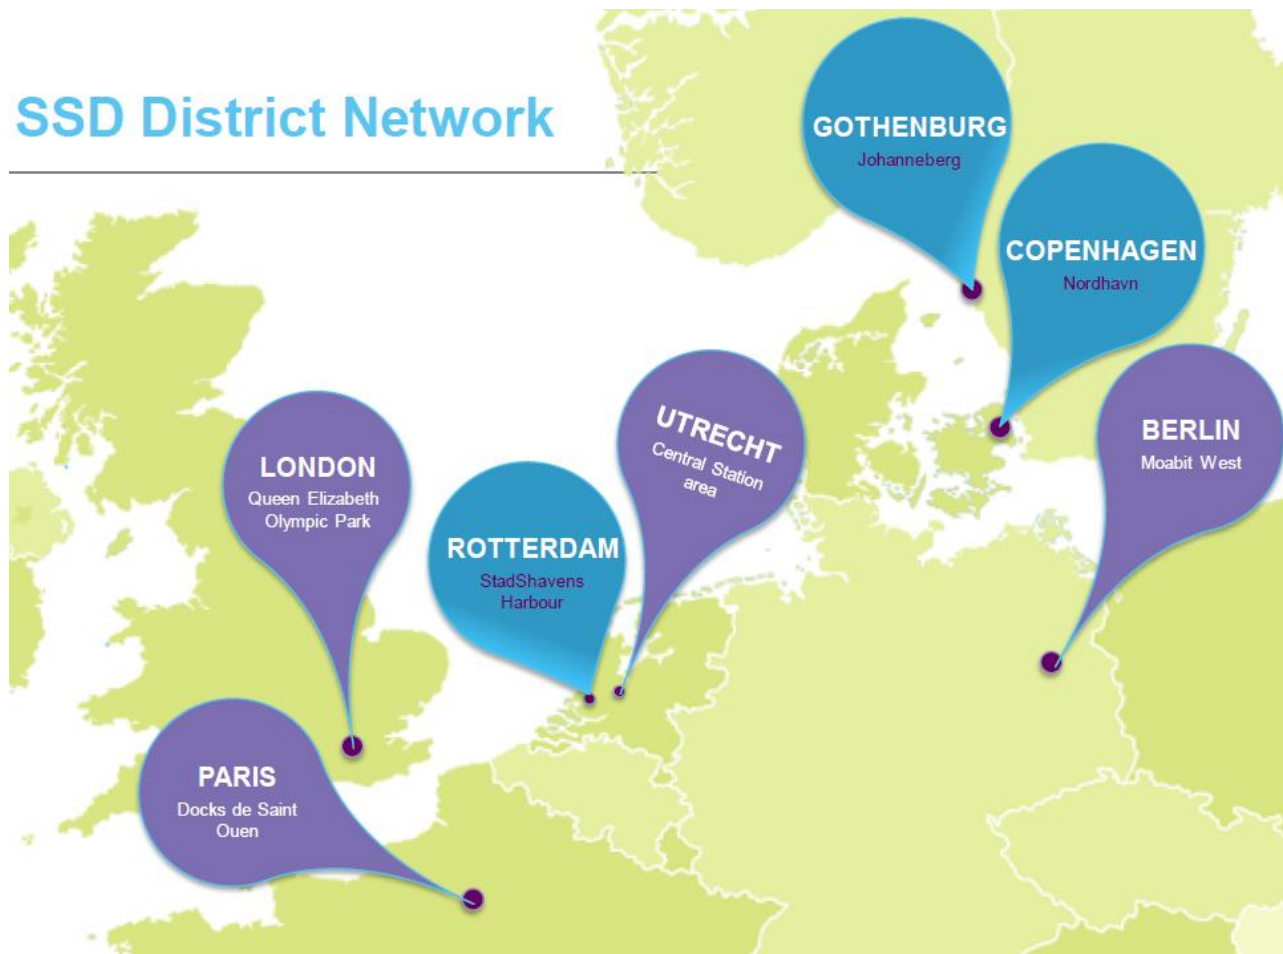 SSD District Network
GOTHENBURG
Johanneberg
COPENHAGEN
Nordhavn
UTRECHT
Central Station
area
BERLIN
Moabit West
LONDON
Queen Elizabeth
Olympic Park
ROTTERDAM
StadShavens
Harbour
PARIS
Docks de Saint
Ouen